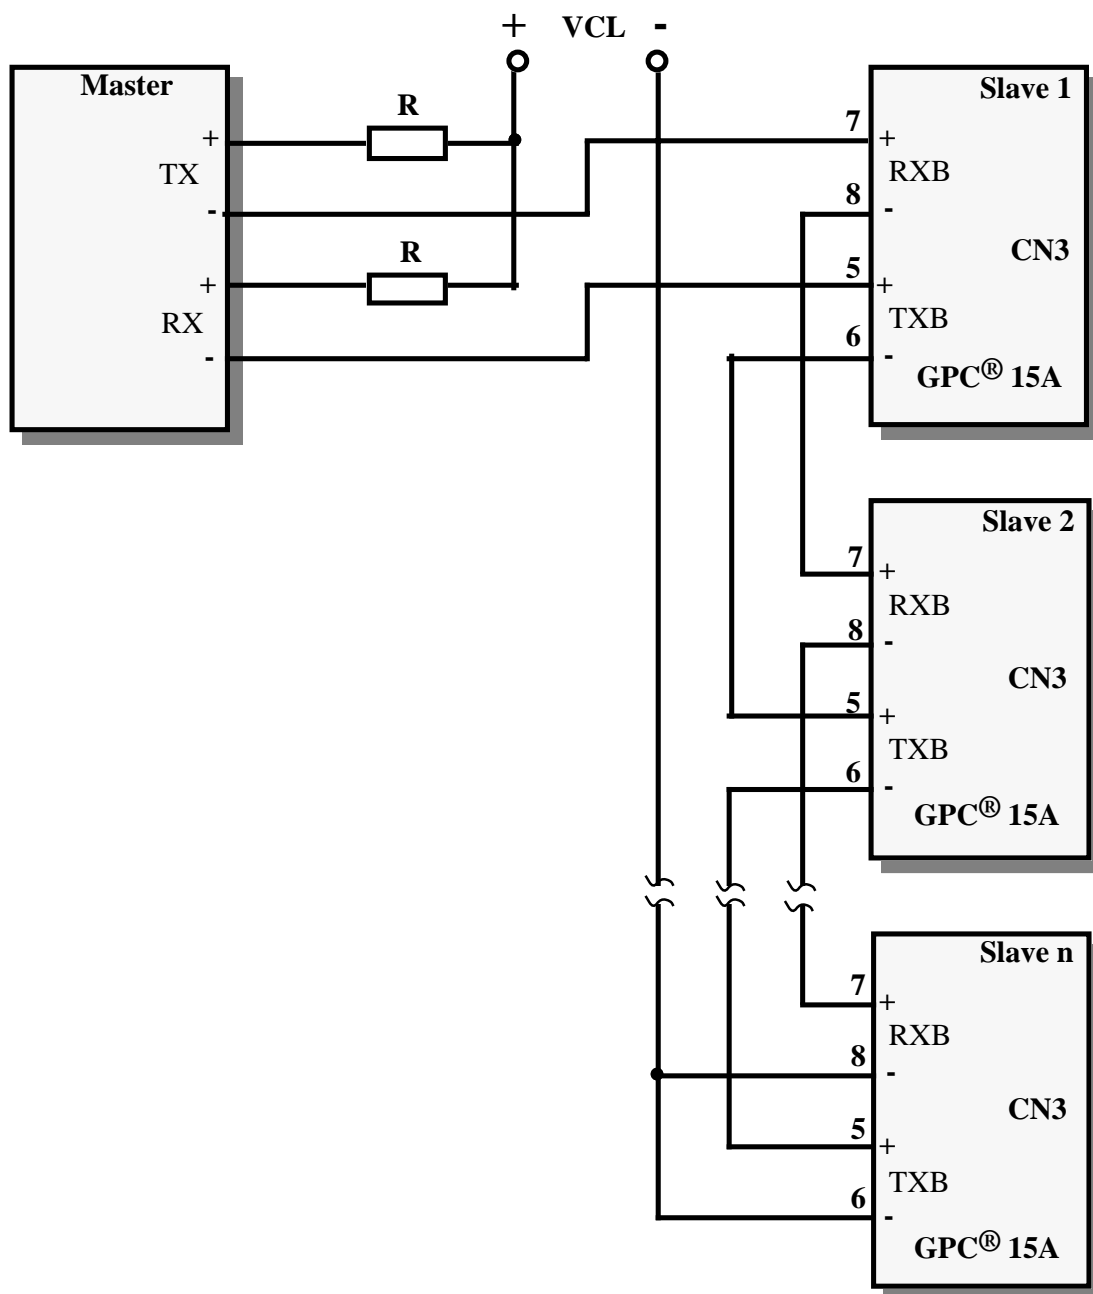 + VCL -
Master
R
+
TX
-
R
+
RX
-
Slave 1
7
+
RXB
8
-
CN3
5
+
TXB
6
-
GPC® 15A
Slave 2
7
+
RXB
8
-
CN3
5
+
TXB
6
-
GPC® 15A
Slave n
7
+
RXB
8
-
CN3
5
+
TXB
6
-
GPC® 15A